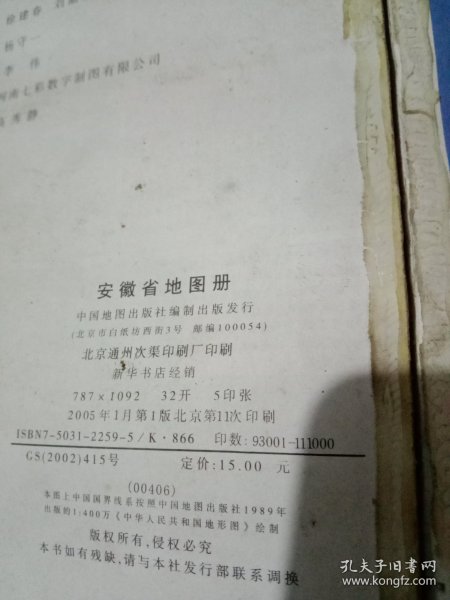 徐建春
杨守一
李伟
河南七彩数字制图有限公司
秀静
安徽省地图册
中国地图出版社编制出版发行
(北京市白纸坊西街3号 邮编100054)
北京通州次渠印刷厂印刷
新华书店经销
787×1092 32开 5印张
2005年1月第1版北京第11次印刷
ISBN7-5031-2259-5/K·866 印数:93001-111000
GS(2002)415号 定价:15.00 元
(00406)
本图上中国国界线系按照中国地图出版社1989年
出版的1:400万《中华人民共和国地形图》绘制
版权所有,侵权必究
本书如有残缺,请与本社发行部联系调换
孔夫子旧书网
www.kongfz.com